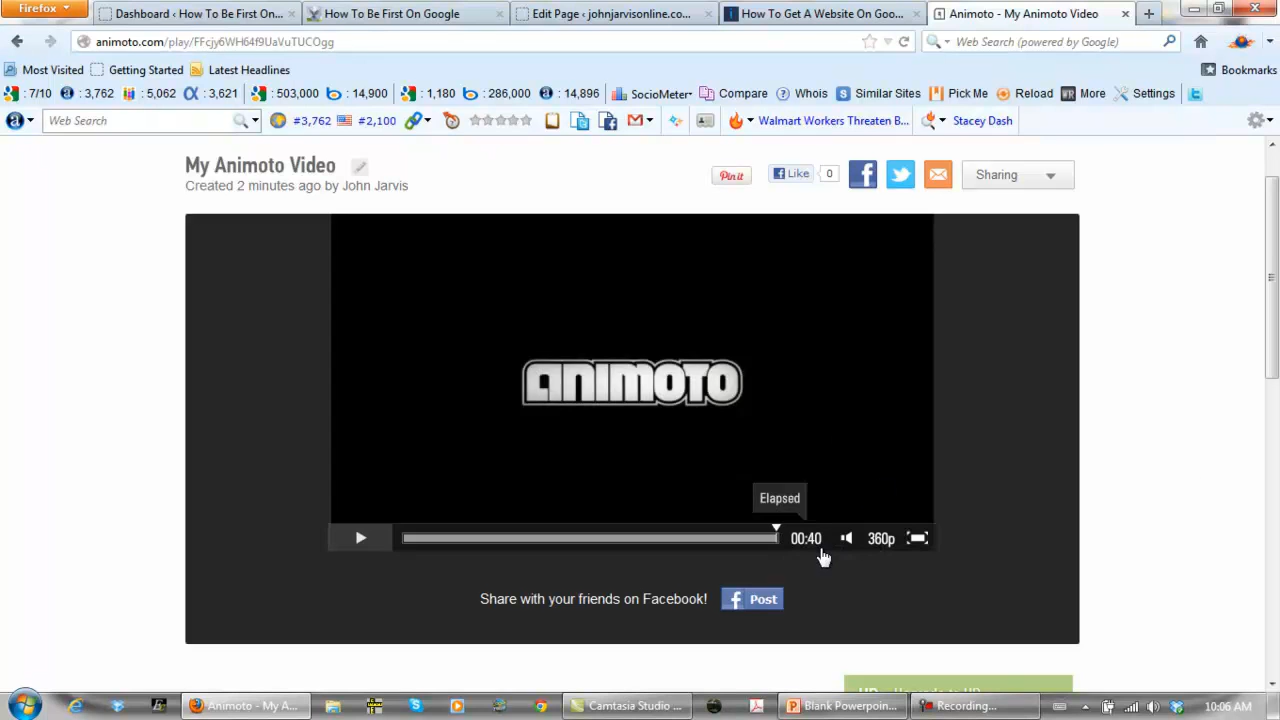 Firefox
Dashboard ‹ How To Be First On...
How To Be First On Google
Edit Page ‹ johnjarvisonline.co...
How To Get A Website On Goo...
Animoto - My Animoto Video
animoto.com/play/FFcjy6WH64f9UaVuTUCOgg
Web Search (powered by Google)
Most Visited
Getting Started
Latest Headlines
Bookmarks
: 7/10 : 3,762 : 5,062 : 3,621 : 503,000 : 14,900 : 1,180 : 286,000 : 14,896 SocioMeter Compare Whois Similar Sites Pick Me Reload More Settings
Web Search
#3,762 #2,100 Walmart Workers Threaten B... Stacey Dash
My Animoto Video
Created 2 minutes ago by John Jarvis
Pin it
Like
0
Sharing
animoto
Elapsed
00:40
360p
Share with your friends on Facebook!
Post
Animoto - My A...
Camtasia Studio ...
Blank Powerpoin...
Recording...
10:06 AM